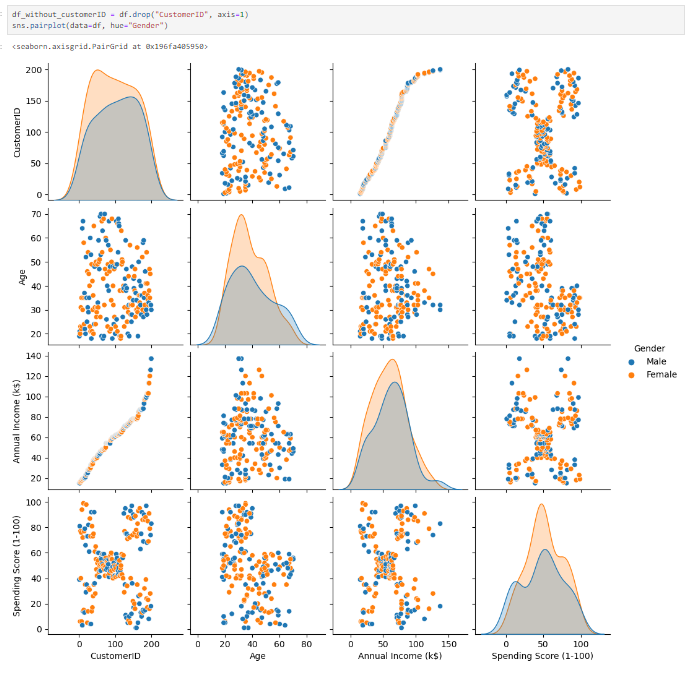 df_without_customerID = df.drop("CustomerID", axis=1)
sns.pairplot(data=df, hue="Gender")
<seaborn.axisgrid.PairGrid at 0x196fa405950>
CustomerID
200
150
100
50
0
Age
70
60
50
40
30
20
Annual Income (k$)
140
120
100
80
60
40
20
Spending Score (1-100)
100
80
60
40
20
0
0 100 200
CustomerID
0 20 40 60 80
Age
0 50 100 150
Annual Income (k$)
0 50 100
Spending Score (1-100)
Gender
Male
Female